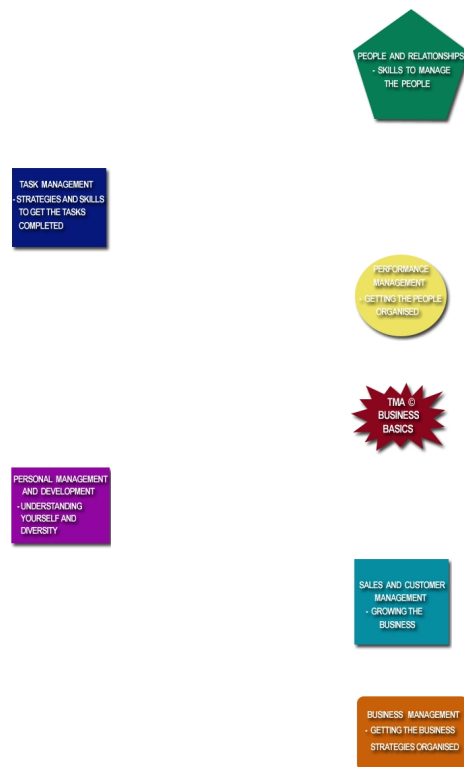 PEOPLE AND RELATIONSHIPS
- SKILLS TO MANAGE
THE PEOPLE
TASK MANAGEMENT
- STRATEGIES AND SKILLS
TO GET THE TASKS
COMPLETED
PERFORMANCE
MANAGEMENT
- GETTING THE PEOPLE
ORGANISED
TMA ©
BUSINESS
BASICS
PERSONAL MANAGEMENT
AND DEVELOPMENT
- UNDERSTANDING
YOURSELF AND
DIVERSITY
SALES AND CUSTOMER
MANAGEMENT
- GROWING THE
BUSINESS
BUSINESS MANAGEMENT
- GETTING THE BUSINESS
STRATEGIES ORGANISED